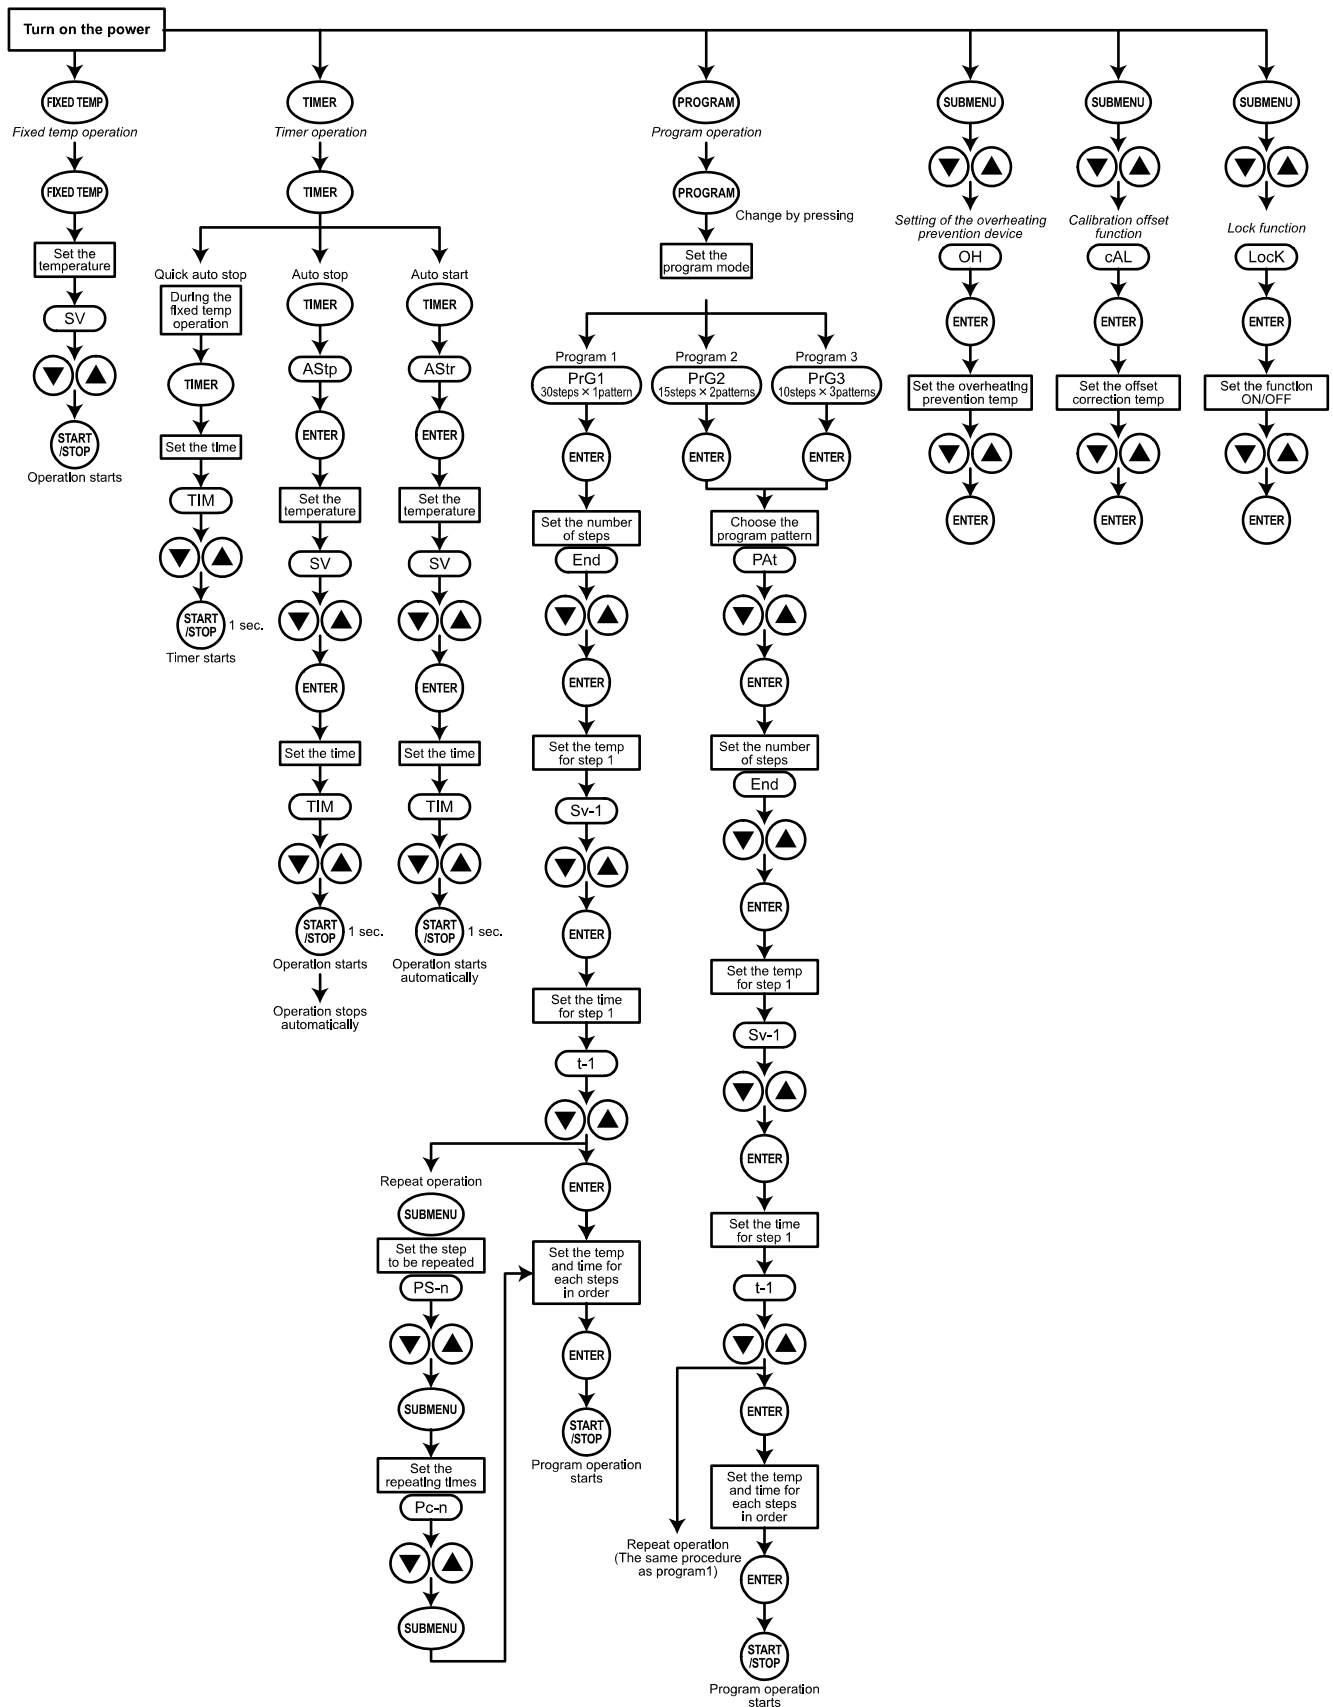 Turn on the power
FIXED TEMP
Fixed temp operation
FIXED TEMP
Set the
temperature
SV
START
/STOP
Operation starts
TIMER
Timer operation
TIMER
Quick auto stop
During the
fixed temp
operation
TIMER
Set the time
TIM
START
/STOP
1 sec.
Timer starts
Auto stop
TIMER
AStp
ENTER
Set the
temperature
SV
ENTER
Set the time
TIM
START
/STOP
1 sec.
Operation starts
Operation stops
automatically
Auto start
TIMER
AStr
ENTER
Set the
temperature
SV
ENTER
Set the time
TIM
START
/STOP
1 sec.
Operation starts
automatically
PROGRAM
Program operation
PROGRAM
Change by pressing
Set the
program mode
Program 1
PrG1
30steps × 1pattern
ENTER
Set the number
of steps
End
ENTER
Set the temp
for step 1
Sv-1
ENTER
Set the time
for step 1
t-1
Repeat operation
SUBMENU
Set the step
to be repeated
PS-n
SUBMENU
Set the
repeating times
Pc-n
SUBMENU
ENTER
Set the temp
and time for
each steps
in order
ENTER
START
/STOP
Program operation
starts
Program 2
PrG2
15steps × 2patterns
ENTER
Program 3
PrG3
10steps × 3patterns
ENTER
Choose the
program pattern
PAt
ENTER
Set the number
of steps
End
ENTER
Set the temp
for step 1
Sv-1
ENTER
Set the time
for step 1
t-1
Repeat operation
(The same procedure
as program1)
ENTER
Set the temp
and time for
each steps
in order
ENTER
START
/STOP
Program operation
starts
SUBMENU
Setting of the overheating
prevention device
OH
ENTER
Set the overheating
prevention temp
ENTER
SUBMENU
Calibration offset
function
cAL
ENTER
Set the offset
correction temp
ENTER
SUBMENU
Lock function
LocK
ENTER
Set the function
ON/OFF
ENTER